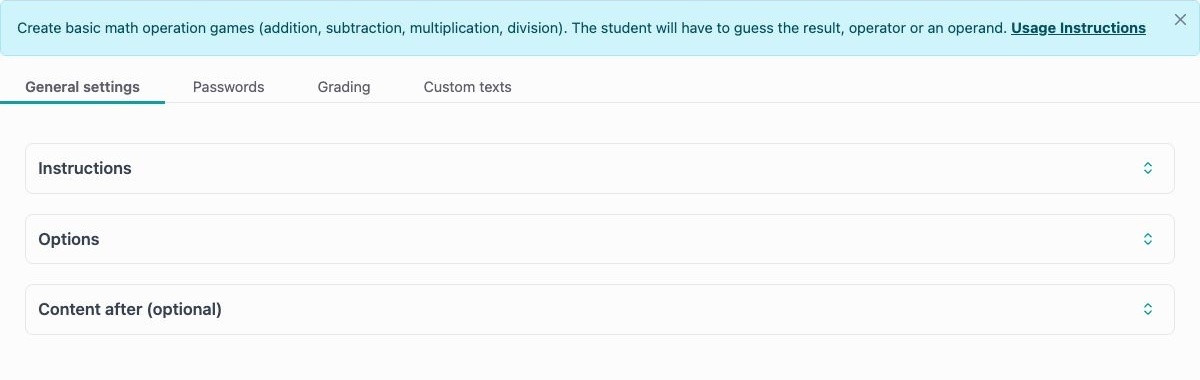 Create basic math operation games (addition, subtraction, multiplication, division). The student will have to guess the result, operator or an operand. Usage Instructions
General settings Passwords Grading Custom texts
Instructions
Options
Content after (optional)